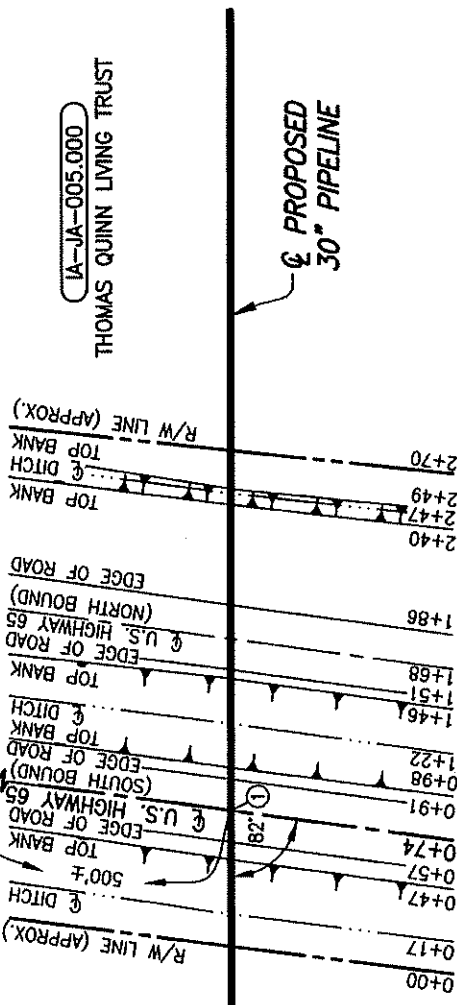 IA-JA-005.000
THOMAS QUINN LIVING TRUST
℄ PROPOSED
30" PIPELINE
R/W LINE (APPROX.)
TOP BANK
℄ DITCH
TOP BANK
EDGE OF ROAD
(NORTH BOUND)
℄ U.S. HIGHWAY 65
EDGE OF ROAD
TOP BANK
℄ DITCH
TOP BANK
EDGE OF ROAD
(SOUTH BOUND)
℄ U.S. HIGHWAY 65
EDGE OF ROAD
TOP BANK
500'±
℄ DITCH
R/W LINE (APPROX.)
2+70
2+49
2+47
2+40
1+86
1+68
1+51
1+46
1+22
0+98
0+91
0+74
0+57
0+47
0+17
0+00
1
82°